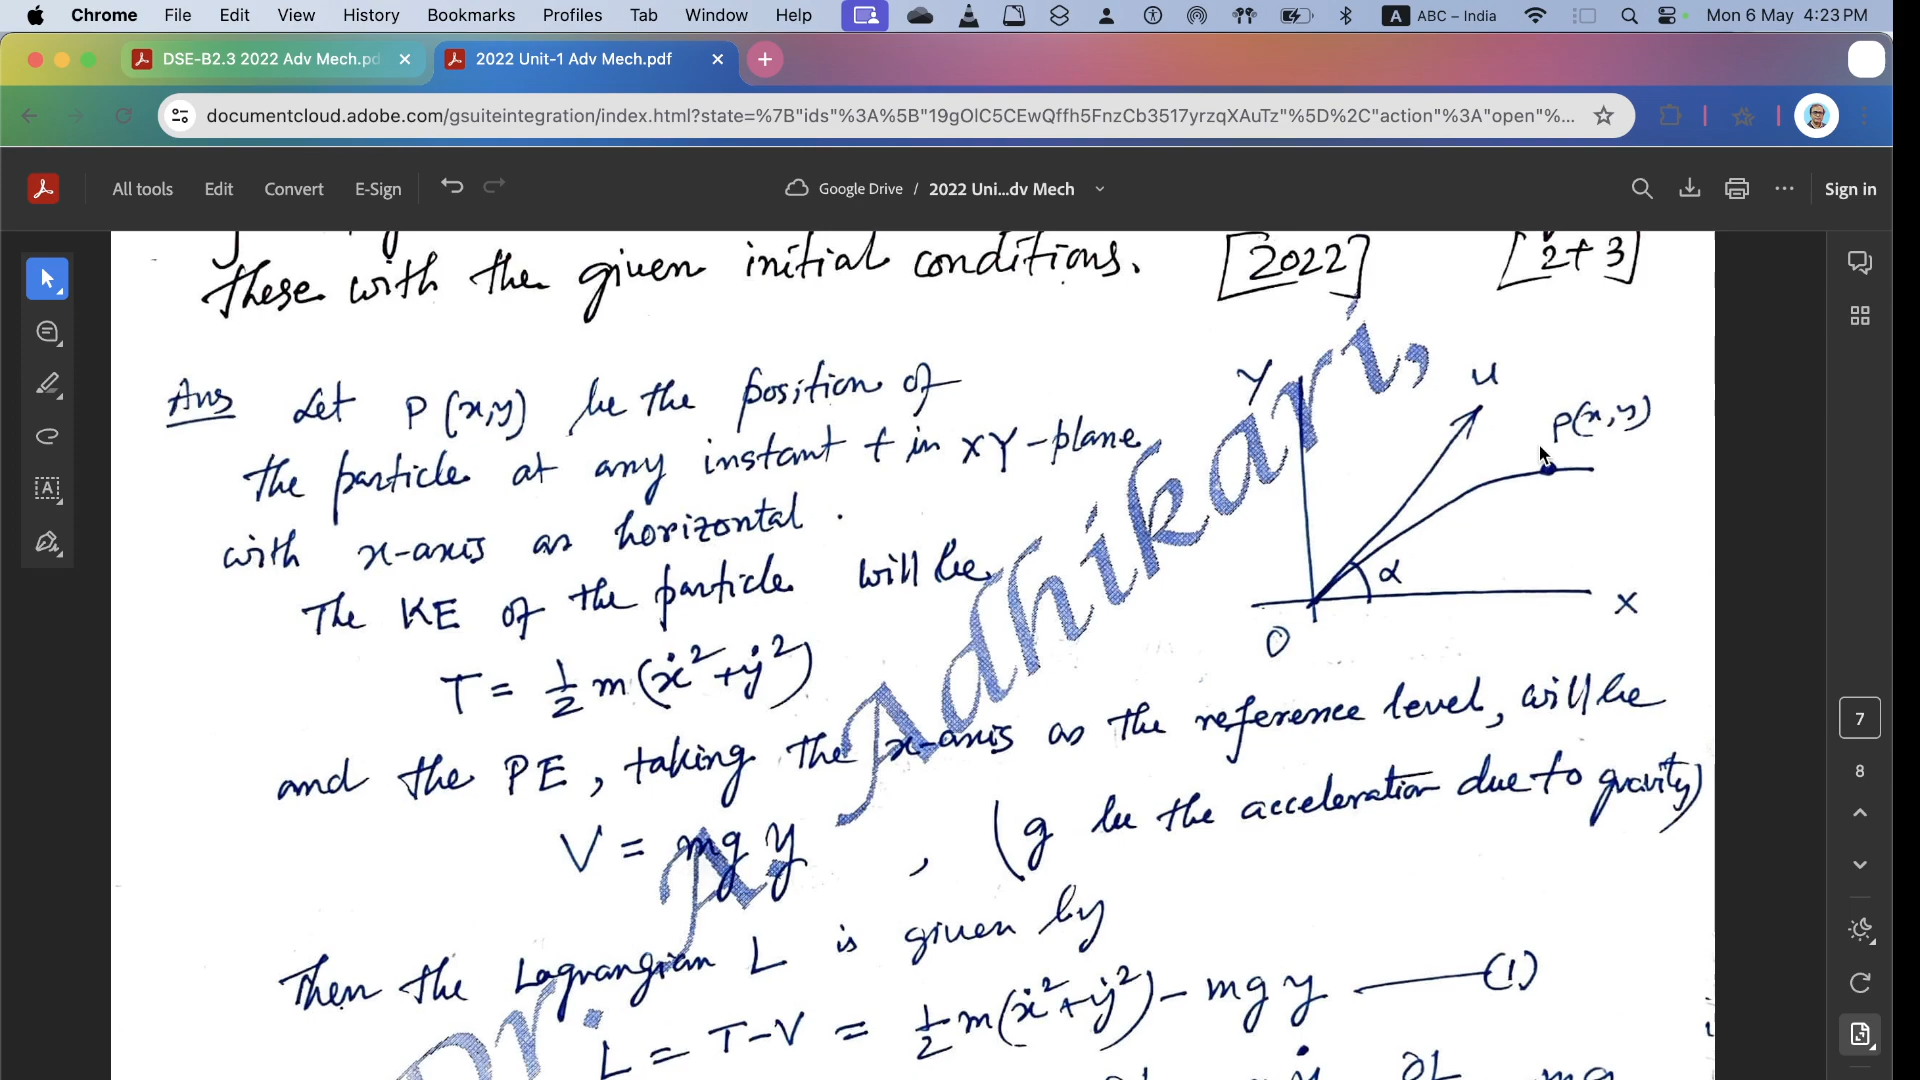 Chrome File Edit View History Bookmarks Profiles Tab Window Help A ABC – India Mon 6 May 4:23 PM
DSE-B2.3 2022 Adv Mech.pd 2022 Unit-1 Adv Mech.pdf
documentcloud.adobe.com/gsuiteintegration/index.html?state=%7B"ids"%3A%5B"19gOlC5CEwQffh5FnzCb3517yrzqXAuTz"%5D%2C"action"%3A"open"%...
All tools Edit Convert E-Sign Google Drive / 2022 Uni...dv Mech Sign in
these with the given initial conditions. [2022] [2+3]
Ans Let P(x,y) be the position of
the particle at any instant t in XY-plane,
with x-axis as horizontal.
Y u P(x,y)
α X
O
The KE of the particle will be
T = 1/2 m(ẋ²+ẏ²)
and the PE, taking the x-axis as the reference level, will be
V = mgy, (g be the acceleration due to gravity)
Then the Lagrangian L is given by
L = T-V = 1/2 m(ẋ²+ẏ²) - mgy —(1)
Dr. A. Adhikari,
7
8